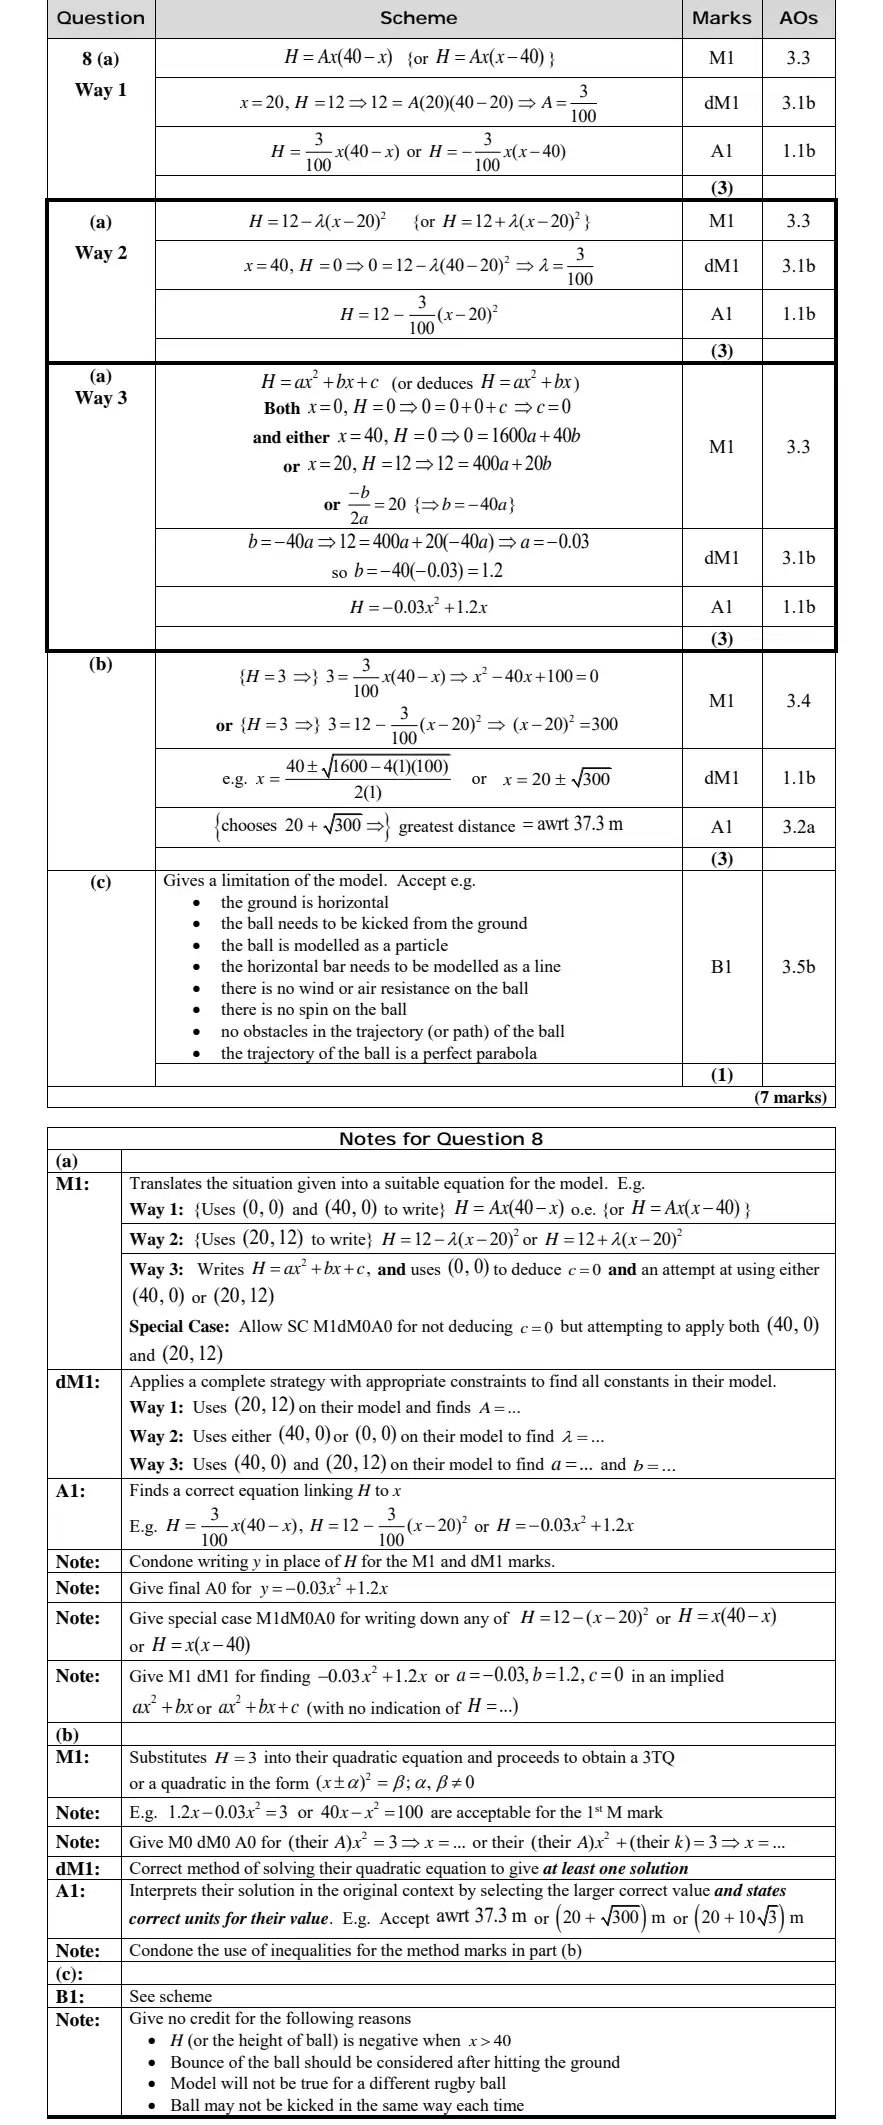 Question Scheme Marks AOs
8 (a) H = Ax(40 − x) {or H = Ax(x − 40) } M1 3.3
Way 1
x = 20, H = 12 ⇒ 12 = A(20)(40 − 20) ⇒ A = 3/100 dM1 3.1b
H = 3/100 x(40 − x) or H = − 3/100 x(x − 40) A1 1.1b
(3)
(a) H = 12 − λ(x − 20)² {or H = 12 + λ(x − 20)² } M1 3.3
Way 2
x = 40, H = 0 ⇒ 0 = 12 − λ(40 − 20)² ⇒ λ = 3/100 dM1 3.1b
H = 12 − 3/100 (x − 20)² A1 1.1b
(3)
(a)
Way 3
H = ax² + bx + c (or deduces H = ax² + bx)
Both x = 0, H = 0 ⇒ 0 = 0 + 0 + c ⇒ c = 0
and either x = 40, H = 0 ⇒ 0 = 1600a + 40b
or x = 20, H = 12 ⇒ 12 = 400a + 20b
or −b/2a = 20 {⇒ b = −40a}
M1 3.3
b = −40a ⇒ 12 = 400a + 20(−40a) ⇒ a = −0.03
so b = −40(−0.03) = 1.2
dM1 3.1b
H = −0.03x² + 1.2x A1 1.1b
(3)
(b)
{H = 3 ⇒} 3 = 3/100 x(40 − x) ⇒ x² − 40x + 100 = 0
or {H = 3 ⇒} 3 = 12 − 3/100 (x − 20)² ⇒ (x − 20)² = 300
M1 3.4
e.g. x = (40 ± √(1600 − 4(1)(100)))/2(1) or x = 20 ± √300 dM1 1.1b
{chooses 20 + √300 ⇒} greatest distance = awrt 37.3 m A1 3.2a
(3)
(c) Gives a limitation of the model. Accept e.g.
• the ground is horizontal
• the ball needs to be kicked from the ground
• the ball is modelled as a particle
• the horizontal bar needs to be modelled as a line
• there is no wind or air resistance on the ball
• there is no spin on the ball
• no obstacles in the trajectory (or path) of the ball
• the trajectory of the ball is a perfect parabola
B1 3.5b
(1)
(7 marks)
Notes for Question 8
(a)
M1: Translates the situation given into a suitable equation for the model. E.g.
Way 1: {Uses (0, 0) and (40, 0) to write} H = Ax(40 − x) o.e. {or H = Ax(x − 40) }
Way 2: {Uses (20, 12) to write} H = 12 − λ(x − 20)² or H = 12 + λ(x − 20)²
Way 3: Writes H = ax² + bx + c, and uses (0, 0) to deduce c = 0 and an attempt at using either
(40, 0) or (20, 12)
Special Case: Allow SC M1dM0A0 for not deducing c = 0 but attempting to apply both (40, 0)
and (20, 12)
dM1: Applies a complete strategy with appropriate constraints to find all constants in their model.
Way 1: Uses (20, 12) on their model and finds A = ...
Way 2: Uses either (40, 0) or (0, 0) on their model to find λ = ...
Way 3: Uses (40, 0) and (20, 12) on their model to find a = ... and b = ...
A1: Finds a correct equation linking H to x
E.g. H = 3/100 x(40 − x), H = 12 − 3/100 (x − 20)² or H = −0.03x² + 1.2x
Note: Condone writing y in place of H for the M1 and dM1 marks.
Note: Give final A0 for y = −0.03x² + 1.2x
Note: Give special case M1dM0A0 for writing down any of H = 12 − (x − 20)² or H = x(40 − x)
or H = x(x − 40)
Note: Give M1 dM1 for finding −0.03x² + 1.2x or a = −0.03, b = 1.2, c = 0 in an implied
ax² + bx or ax² + bx + c (with no indication of H = ...)
(b)
M1: Substitutes H = 3 into their quadratic equation and proceeds to obtain a 3TQ
or a quadratic in the form (x ± α)² = β; α, β ≠ 0
Note: E.g. 1.2x − 0.03x² = 3 or 40x − x² = 100 are acceptable for the 1st M mark
Note: Give M0 dM0 A0 for (their A)x² = 3 ⇒ x = ... or their (their A)x² + (their k) = 3 ⇒ x = ...
dM1: Correct method of solving their quadratic equation to give at least one solution
A1: Interprets their solution in the original context by selecting the larger correct value and states
correct units for their value. E.g. Accept awrt 37.3 m or (20 + √300) m or (20 + 10√3) m
Note: Condone the use of inequalities for the method marks in part (b)
(c):
B1: See scheme
Note: Give no credit for the following reasons
• H (or the height of ball) is negative when x > 40
• Bounce of the ball should be considered after hitting the ground
• Model will not be true for a different rugby ball
• Ball may not be kicked in the same way each time